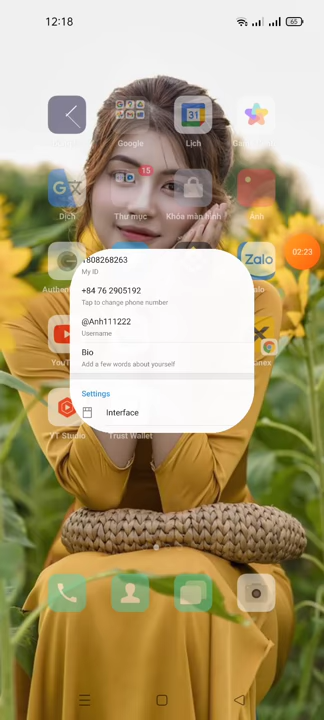 12:18
65
31
Google
Lịch
15
Dịch
Thư mục
Khóa màn hình
Ảnh
02:23
Zalo
1808268263
My ID
+84 76 2905192
Tap to change phone number
@Anh111222
Username
Bio
Add a few words about yourself
Settings
Interface
YT Studio
Trust Wallet